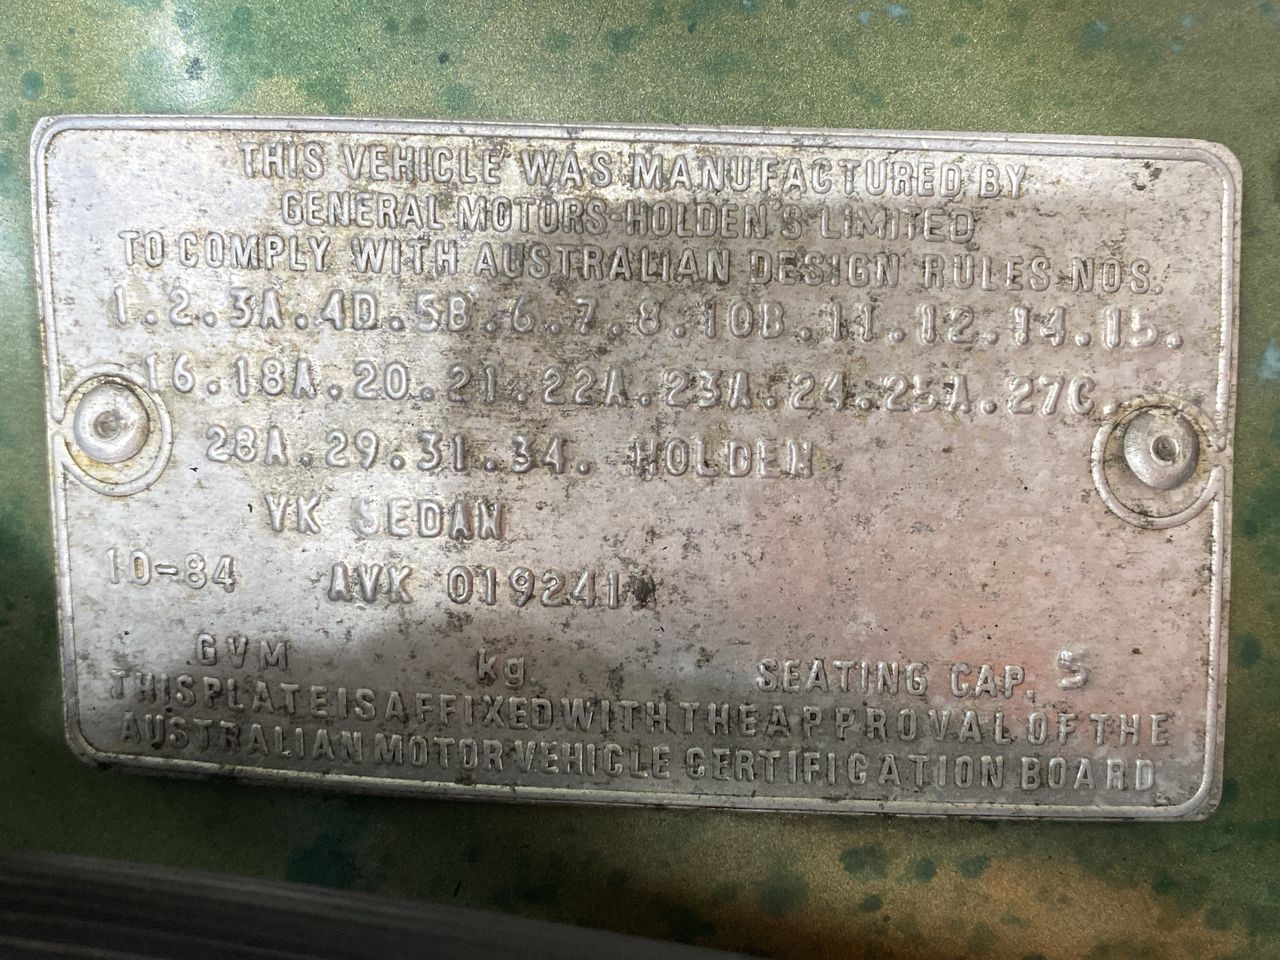 THIS VEHICLE WAS MANUFACTURED BY
GENERAL MOTORS-HOLDEN'S LIMITED
TO COMPLY WITH AUSTRALIAN DESIGN RULES NOS.
1.2.3A.4D.5B.6.7.8.10B.11.12.14.15.
16.18A.20.21.22A.23A.24.25A.27C.
28A.29.31.34. HOLDEN
VK SEDAN
10-84 AVK 019241
GVM kg SEATING CAP. 5
THIS PLATE IS AFFIXED WITH THE APPROVAL OF THE
AUSTRALIAN MOTOR VEHICLE CERTIFICATION BOARD